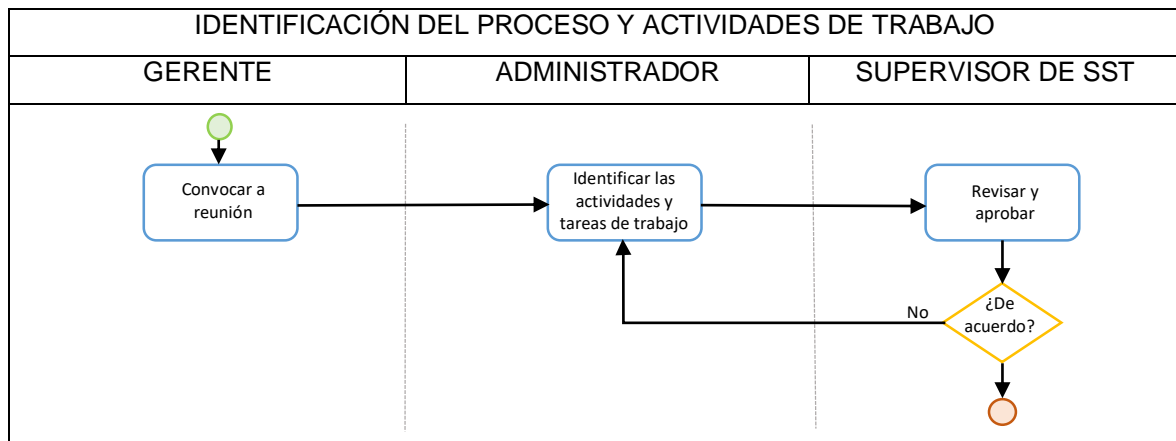 IDENTIFICACIÓN DEL PROCESO Y ACTIVIDADES DE TRABAJO
GERENTE
ADMINISTRADOR
SUPERVISOR DE SST
Convocar a
reunión
Identificar las
actividades y
tareas de trabajo
Revisar y
aprobar
¿De
acuerdo?
No